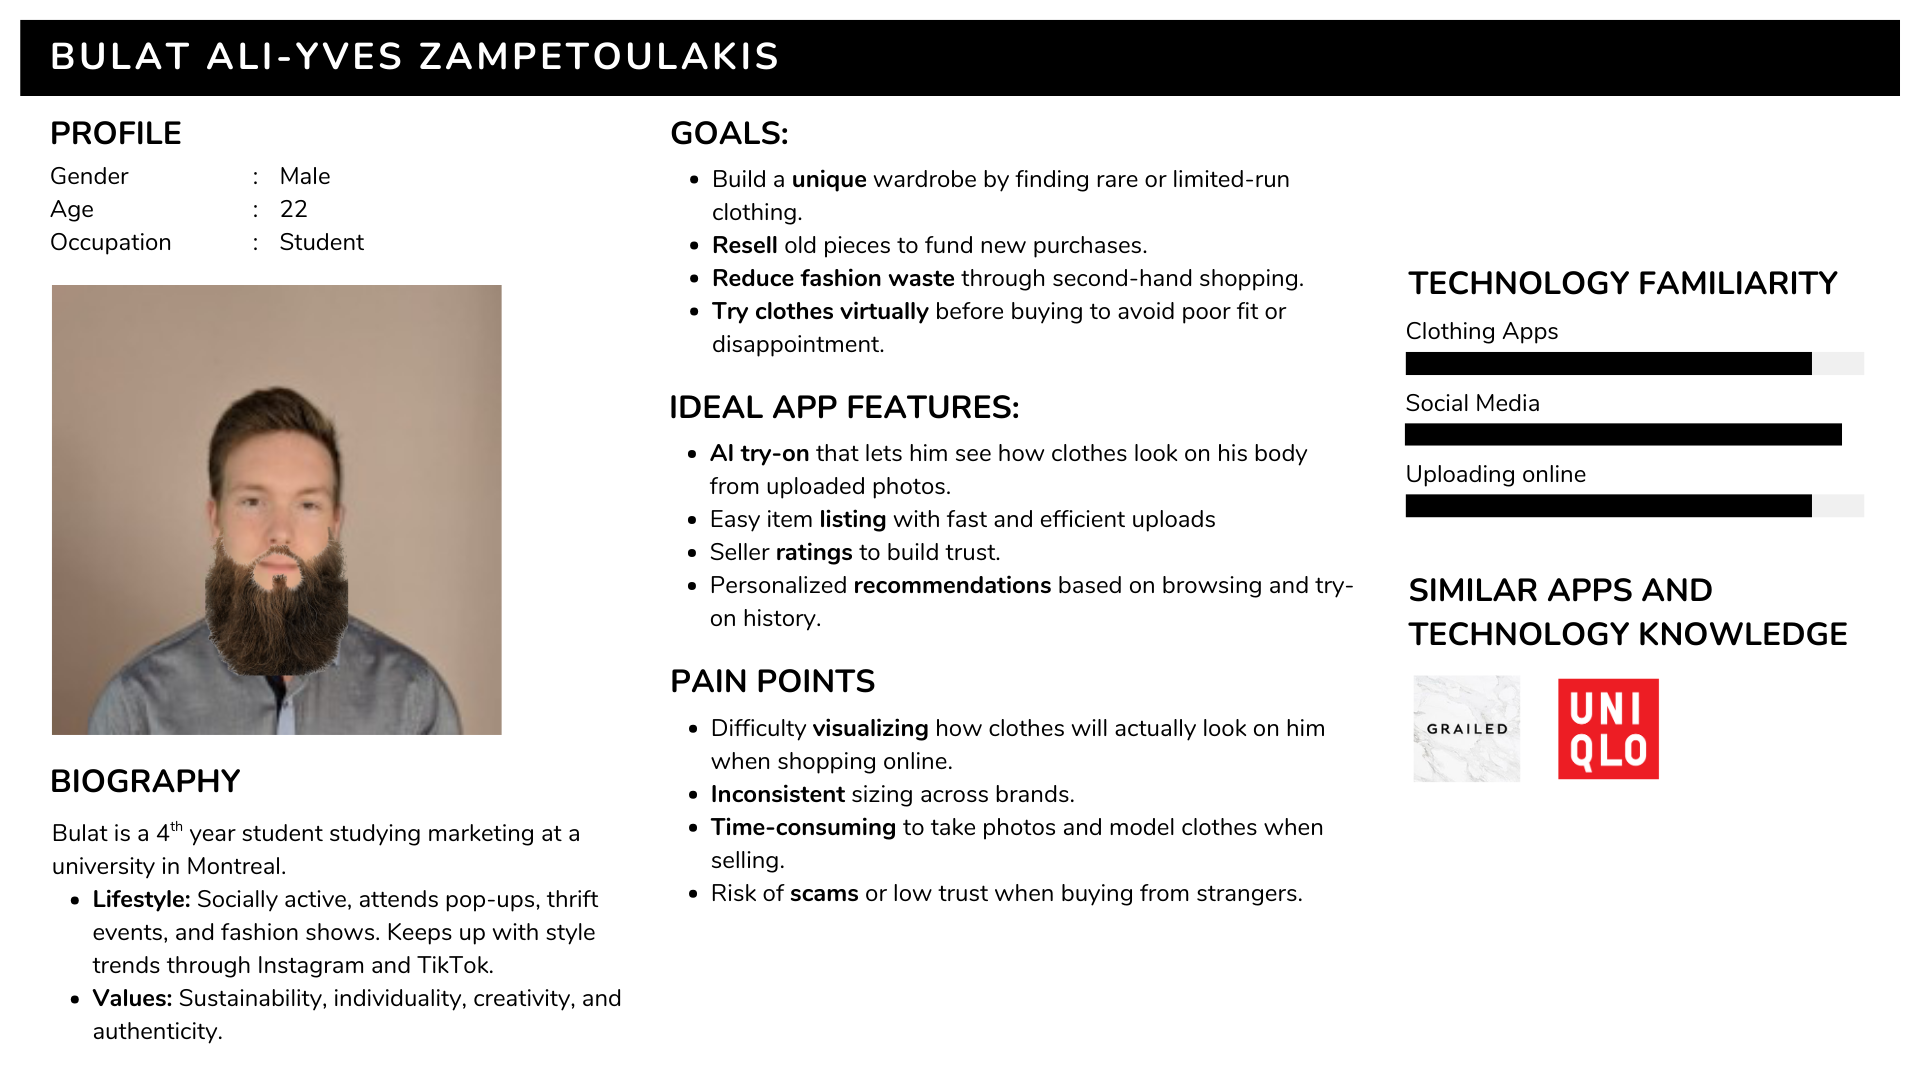 BULAT ALI-YVES ZAMPETOULAKIS
PROFILE
Gender : Male
Age : 22
Occupation : Student
BIOGRAPHY
Bulat is a 4th year student studying marketing at a
university in Montreal.
• Lifestyle: Socially active, attends pop-ups, thrift
events, and fashion shows. Keeps up with style
trends through Instagram and TikTok.
• Values: Sustainability, individuality, creativity, and
authenticity.
GOALS:
• Build a unique wardrobe by finding rare or limited-run
clothing.
• Resell old pieces to fund new purchases.
• Reduce fashion waste through second-hand shopping.
• Try clothes virtually before buying to avoid poor fit or
disappointment.
IDEAL APP FEATURES:
• AI try-on that lets him see how clothes look on his body
from uploaded photos.
• Easy item listing with fast and efficient uploads
• Seller ratings to build trust.
• Personalized recommendations based on browsing and try-
on history.
PAIN POINTS
• Difficulty visualizing how clothes will actually look on him
when shopping online.
• Inconsistent sizing across brands.
• Time-consuming to take photos and model clothes when
selling.
• Risk of scams or low trust when buying from strangers.
TECHNOLOGY FAMILIARITY
Clothing Apps
Social Media
Uploading online
SIMILAR APPS AND
TECHNOLOGY KNOWLEDGE
GRAILED
UNI
QLO